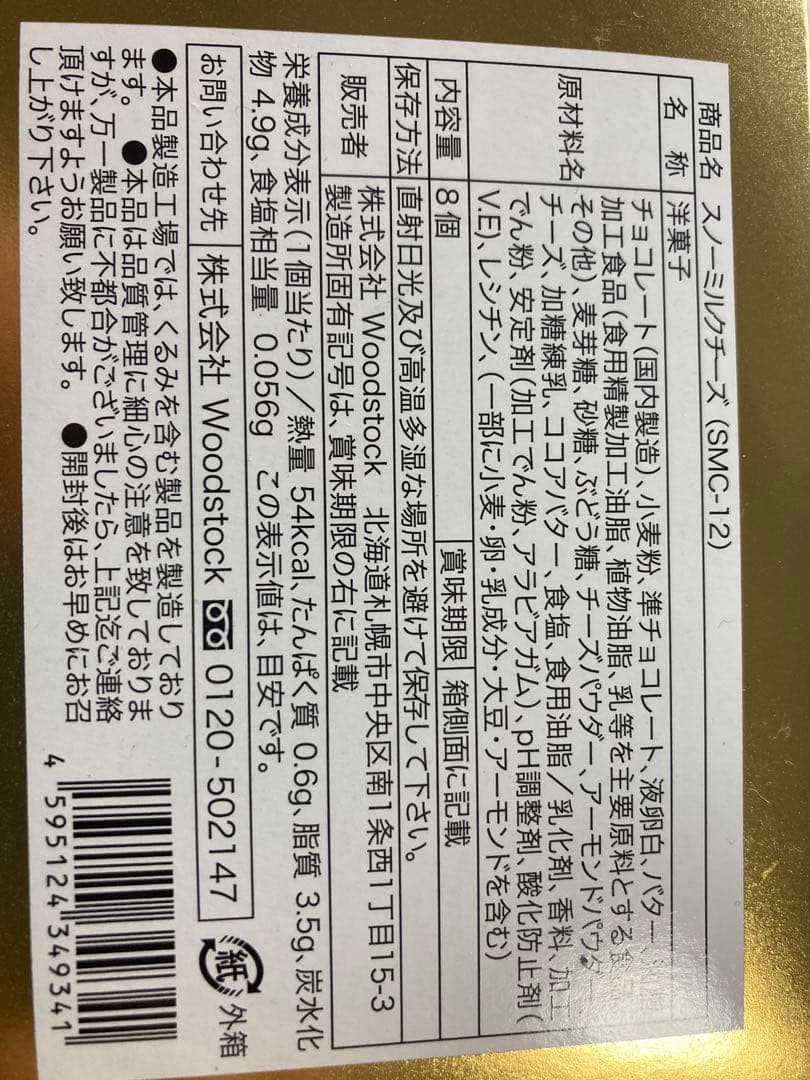 商品名 スノーミルクチーズ (SMC-12)
名 称 洋菓子
原材料名 チョコレート(国内製造)、小麦粉、準チョコレート、液卵白、バター
加工食品(食用精製加工油脂、植物油脂、乳等を主要原料とする食品
その他)麦芽糖、砂糖、ぶどう糖、チーズパウダー、アーモンドパウダー、
チーズ、加糖練乳、ココアバター、食塩、食用油脂/乳化剤、香料、加工
でん粉、安定剤(加工でん粉、アラビアガム)、pH調整剤、酸化防止剤(
V.E)、レシチン、(一部に小麦・卵・乳成分・大豆・アーモンドを含む)
内容量 8個 賞味期限 箱側面に記載
保存方法 直射日光及び高温多湿な場所を避けて保存して下さい。
販売者 株式会社 Woodstock 北海道札幌市中央区南1条西1丁目15-3
製造所固有記号は、賞味期限の右に記載
栄養成分表示(1個当たり)/熱量 54kcal、たんぱく質 0.6g、脂質 3.5g、炭水化
物 4.9g、食塩相当量 0.056g この表示値は、目安です。
お問い合わせ先 株式会社 Woodstock 0120-502147
紙 外箱
●本品製造工場では、くるみを含む製品を製造しており
ます。 ●本品は品質管理に細心の注意を致しておりま
すが、万一製品に不都合がございましたら、上記迄ご連絡
頂けますようお願い致します。 ●開封後はお早めにお召
し上がり下さい。
4 595124 349341